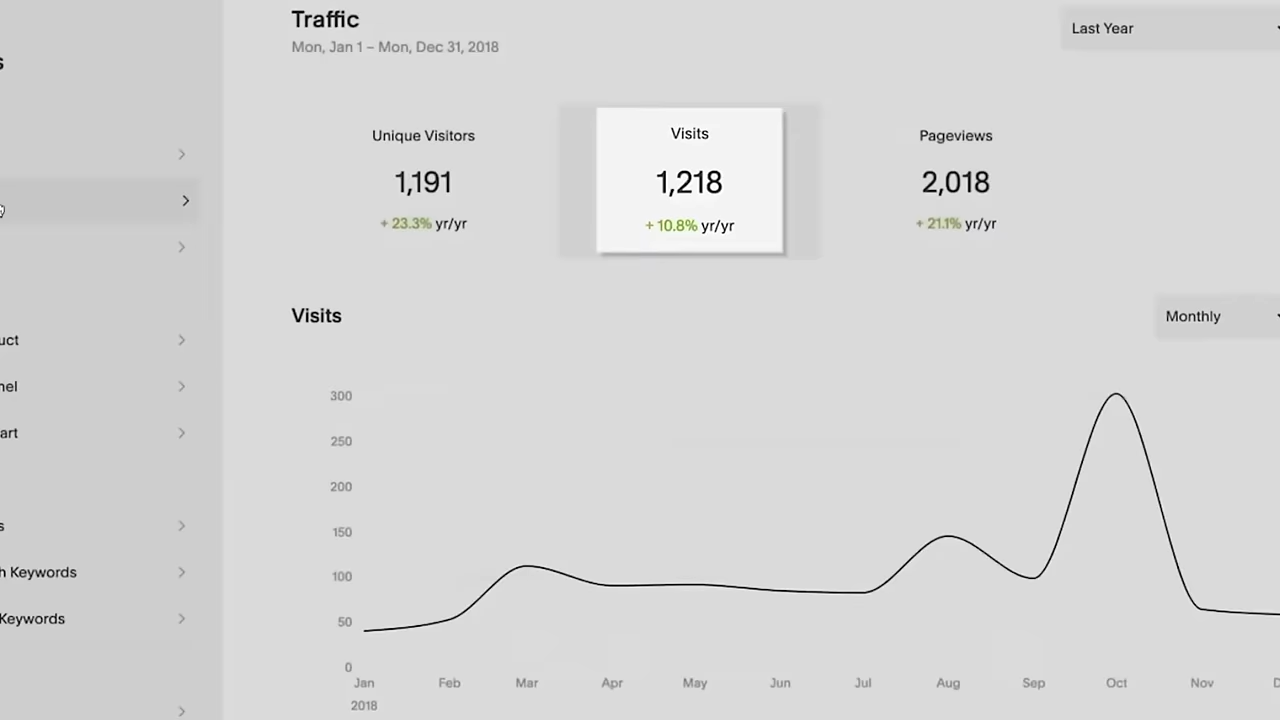 Traffic
Mon, Jan 1 – Mon, Dec 31, 2018
Last Year
s
Unique Visitors
1,191
+ 23.3% yr/yr
Visits
1,218
+ 10.8% yr/yr
Pageviews
2,018
+ 21.1% yr/yr
uct
nel
art
s
h Keywords
Keywords
Visits
Monthly
300
250
200
150
100
50
0
Jan Feb Mar Apr May Jun Jul Aug Sep Oct Nov D
2018